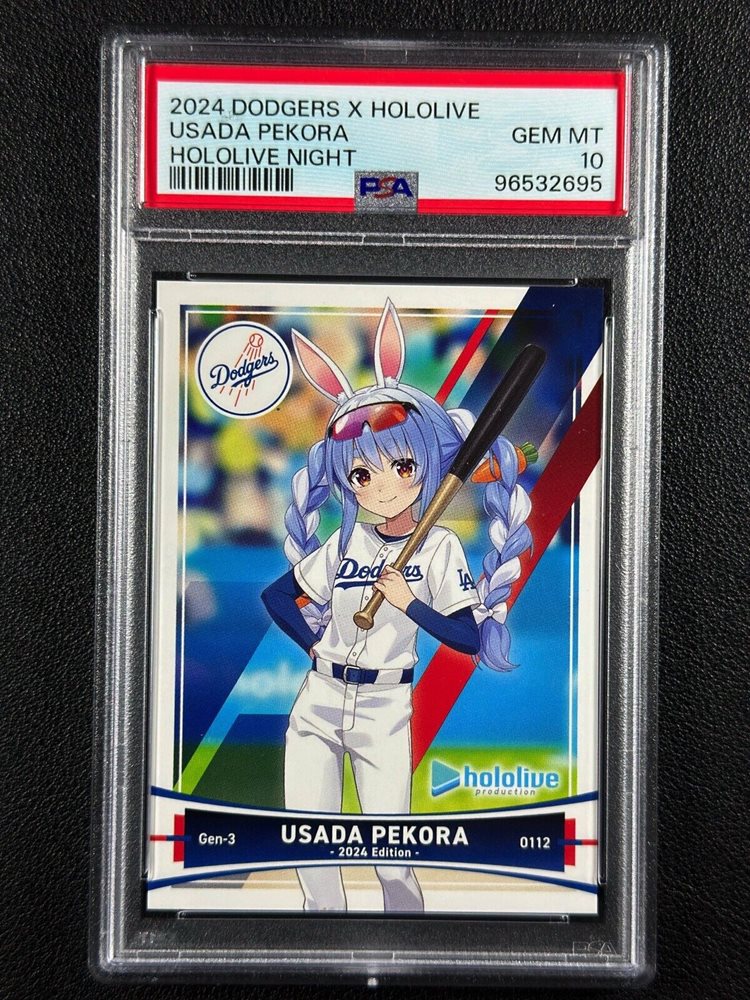 2024 DODGERS X HOLOLIVE
USADA PEKORA
GEM MT
HOLOLIVE NIGHT
10
PSA
96532695
Dodgers
Dodgers
LA
hololive
production
Gen-3
USADA PEKORA
- 2024 Edition -
0112
PSA